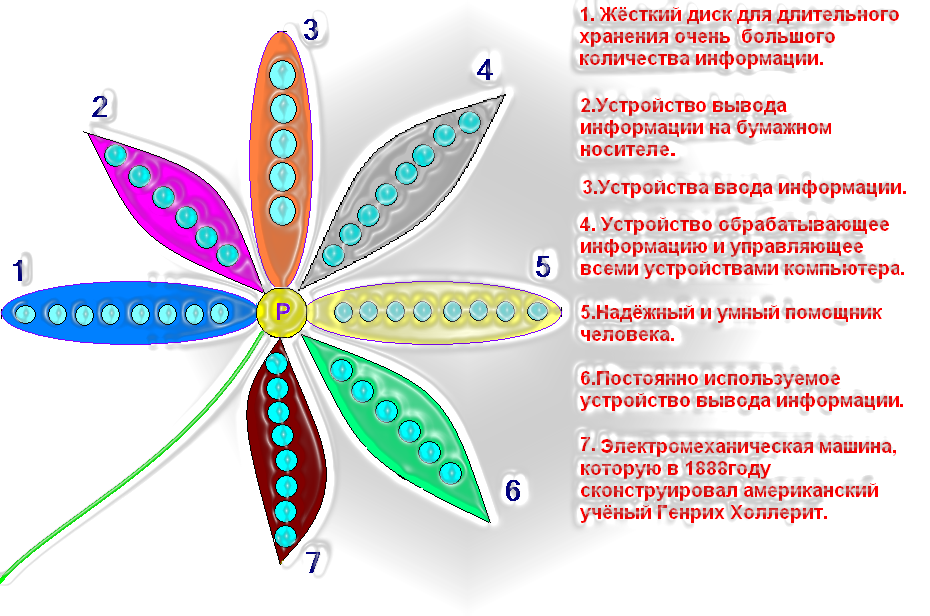 3
4
2
1
5
P
6
7
1. Жёсткий диск для длительного
хранения очень большого
количества информации.
2.Устройство вывода
информации на бумажном
носителе.
3.Устройства ввода информации.
4. Устройство обрабатывающее
информацию и управляющее
всеми устройствами компьютера.
5.Надёжный и умный помощник
человека.
6.Постоянно используемое
устройство вывода информации.
7. Электромеханическая машина,
которую в 1888году
сконструировал американский
учёный Генрих Холлерит.